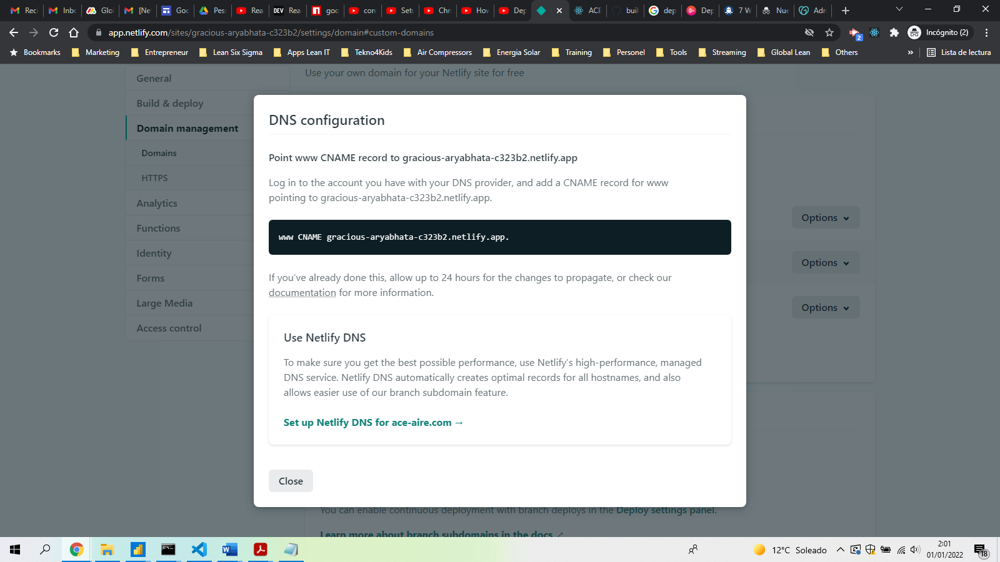 Reci
Inbo
Glo
[Ne
Goo
Pes
Rea
DEV
Rea
goo
con
Setu
Chri
How
Dep
ACE
buil
dep
Dep
7 W
Nue
Adn
app.netlify.com/sites/gracious-aryabhata-c323b2/settings/domain#custom-domains
2
Incógnito (2)
Bookmarks
Marketing
Entrepreneur
Lean Six Sigma
Apps Lean IT
Tekno4Kids
Air Compressors
Energia Solar
Training
Personel
Tools
Streaming
Global Lean
Others
»
Lista de lectura
General
Build & deploy
Domain management
Domains
HTTPS
Analytics
Functions
Identity
Forms
Large Media
Access control
Use your own domain for your Netlify site for free
DNS configuration
Point www CNAME record to gracious-aryabhata-c323b2.netlify.app
Log in to the account you have with your DNS provider, and add a CNAME record for www
pointing to gracious-aryabhata-c323b2.netlify.app.
www CNAME gracious-aryabhata-c323b2.netlify.app.
If you’ve already done this, allow up to 24 hours for the changes to propagate, or check our
documentation for more information.
Use Netlify DNS
To make sure you get the best possible performance, use Netlify’s high-performance, managed
DNS service. Netlify DNS automatically creates optimal records for all hostnames, and also
allows easier use of our branch subdomain feature.
Set up Netlify DNS for ace-aire.com →
Close
Options
Options
Options
You can enable continuous deployment with branch deploys in the Deploy settings panel.
Learn more about branch subdomains in the docs
12°C Soleado
2:01
01/01/2022
18